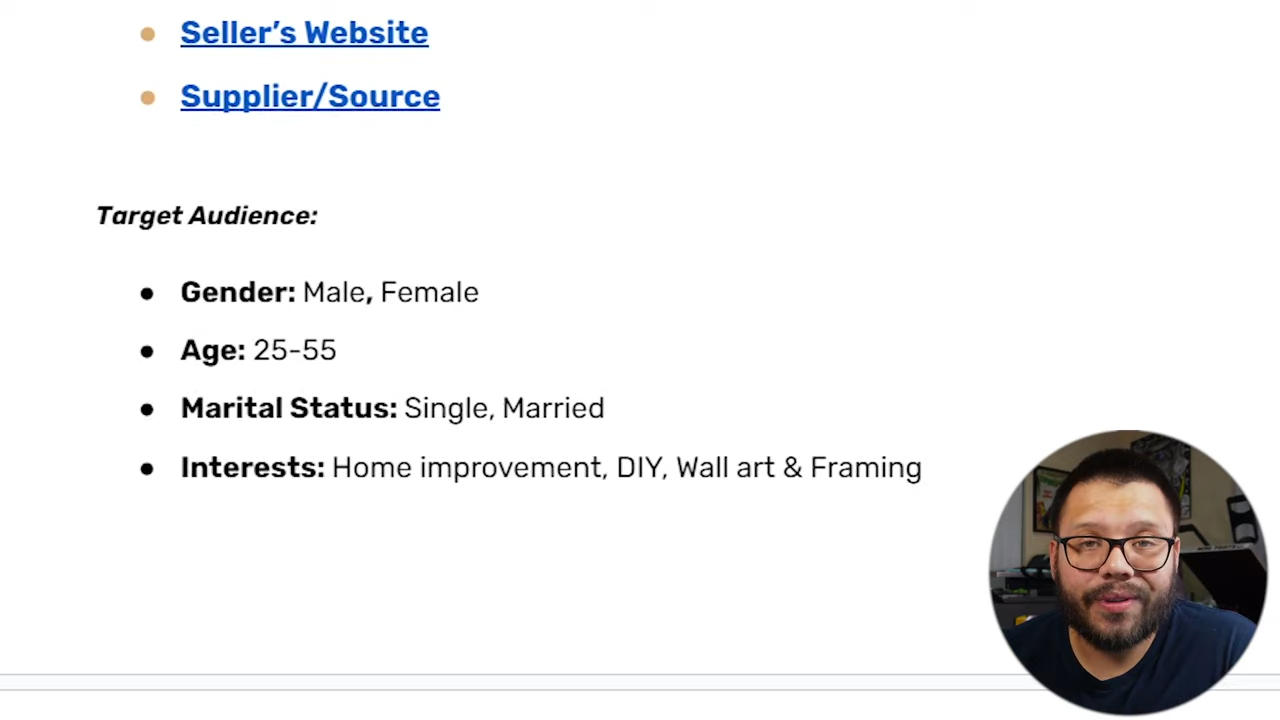 Seller’s Website
Supplier/Source
Target Audience:
Gender: Male, Female
Age: 25-55
Marital Status: Single, Married
Interests: Home improvement, DIY, Wall art & Framing